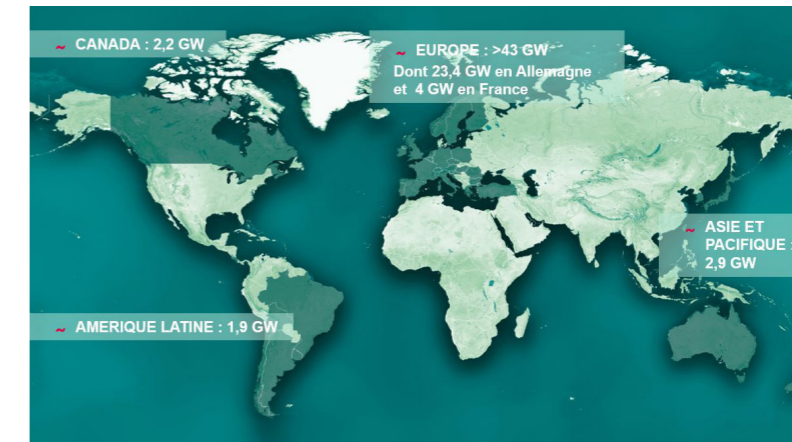 ~ CANADA : 2,2 GW
~ EUROPE : >43 GW
Dont 23,4 GW en Allemagne
et 4 GW en France
~ ASIE ET
PACIFIQUE :
2,9 GW
~ AMERIQUE LATINE : 1,9 GW